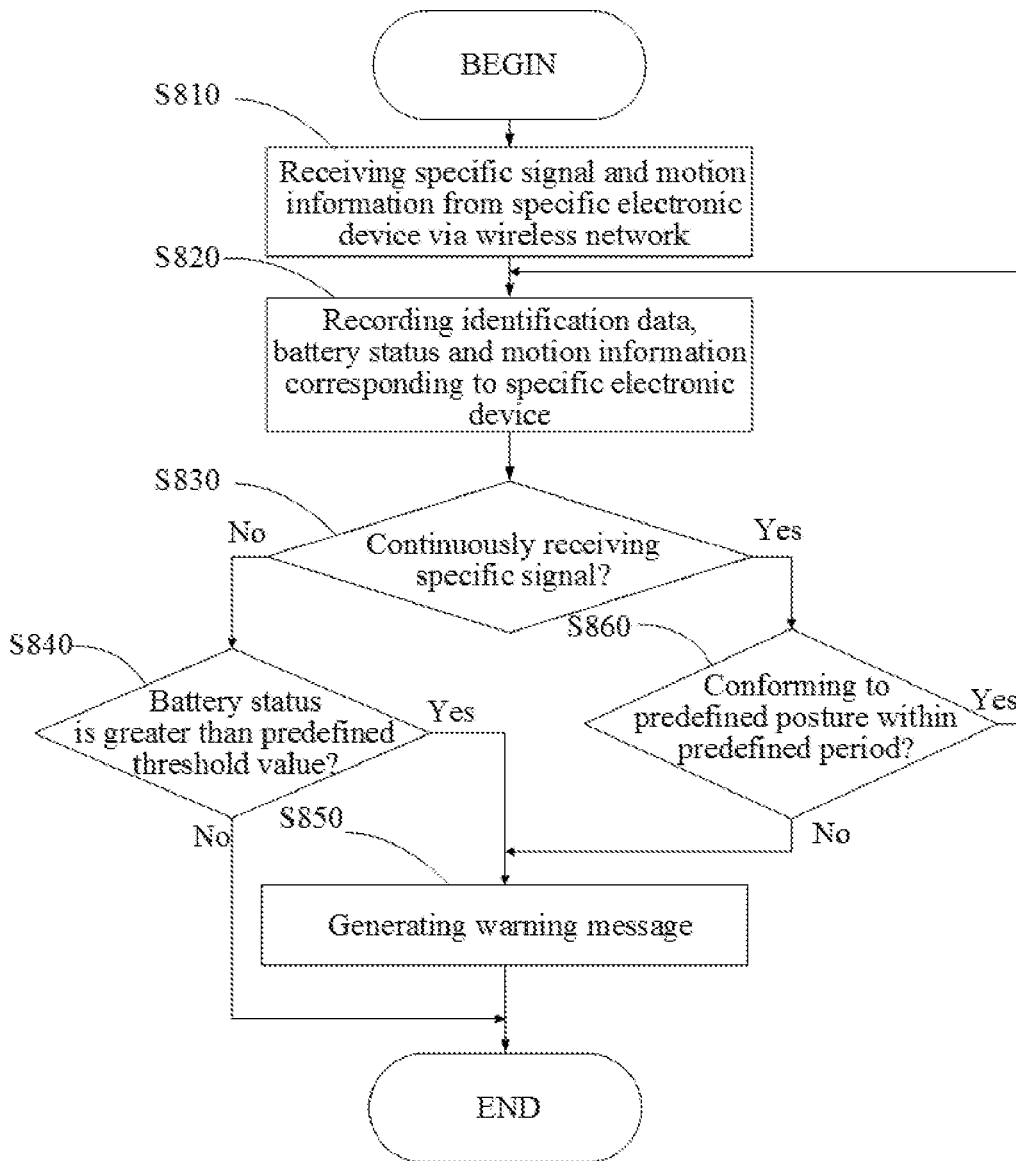 BEGIN
S810
Receiving specific signal and motion
information from specific electronic
device via wireless network
S820
Recording identification data,
battery status and motion information
corresponding to specific electronic
device
S830
No
Yes
Continuously receiving
specific signal?
S840
S860
Battery status
is greater than predefined
threshold value?
Yes
Conforming to
predefined posture within
predefined period?
Yes
No
S850
No
Generating warning message
END